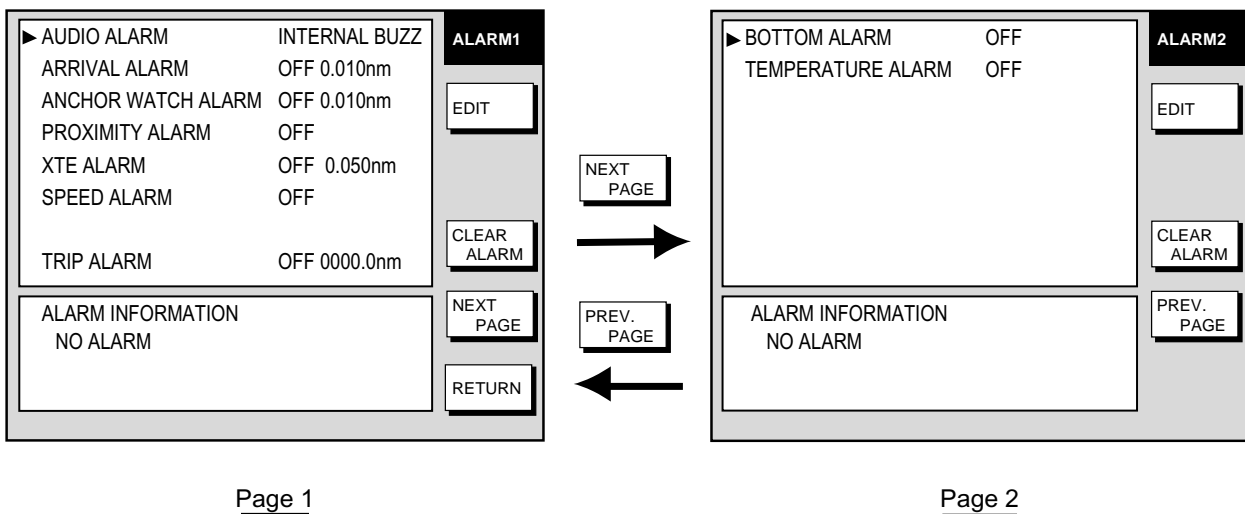 ▶ AUDIO ALARM INTERNAL BUZZ
ARRIVAL ALARM OFF 0.010nm
ANCHOR WATCH ALARM OFF 0.010nm
PROXIMITY ALARM OFF
XTE ALARM OFF 0.050nm
SPEED ALARM OFF
TRIP ALARM OFF 0000.0nm
ALARM INFORMATION
NO ALARM
ALARM1
EDIT
CLEAR
ALARM
NEXT
PAGE
RETURN
Page 1
NEXT
PAGE
PREV.
PAGE
▶ BOTTOM ALARM OFF
TEMPERATURE ALARM OFF
ALARM INFORMATION
NO ALARM
ALARM2
EDIT
CLEAR
ALARM
PREV.
PAGE
Page 2